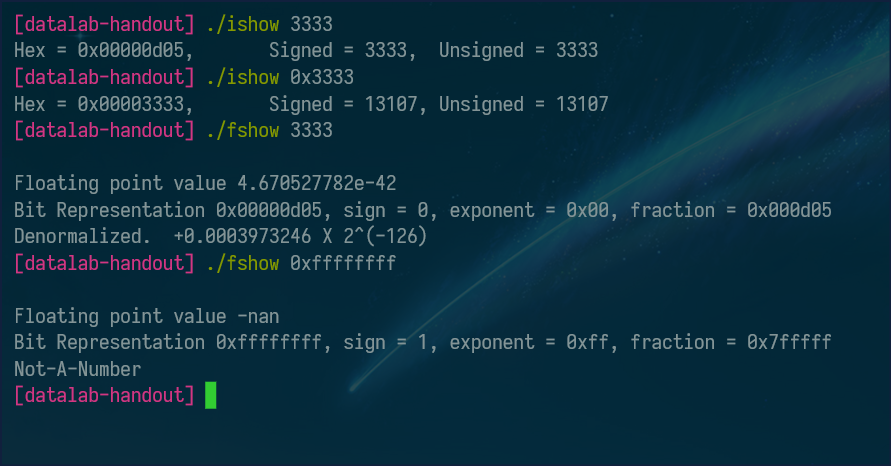 [datalab-handout] ./ishow 3333
Hex = 0x00000d05,       Signed = 3333,  Unsigned = 3333
[datalab-handout] ./ishow 0x3333
Hex = 0x00003333,       Signed = 13107, Unsigned = 13107
[datalab-handout] ./fshow 3333
Floating point value 4.670527782e-42
Bit Representation 0x00000d05, sign = 0, exponent = 0x00, fraction = 0x000d05
Denormalized.  +0.0003973246 X 2^(-126)
[datalab-handout] ./fshow 0xffffffff
Floating point value -nan
Bit Representation 0xffffffff, sign = 1, exponent = 0xff, fraction = 0x7fffff
Not-A-Number
[datalab-handout]